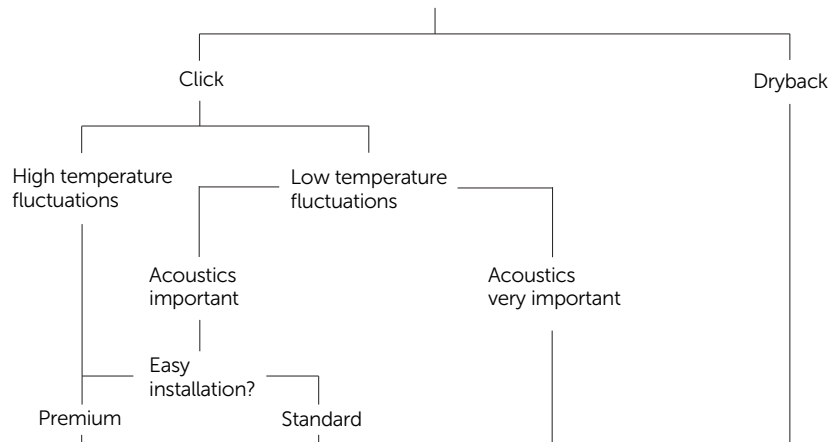 Click
Dryback
High temperature
fluctuations
Low temperature
fluctuations
Acoustics
important
Acoustics
very important
Easy
installation?
Premium
Standard